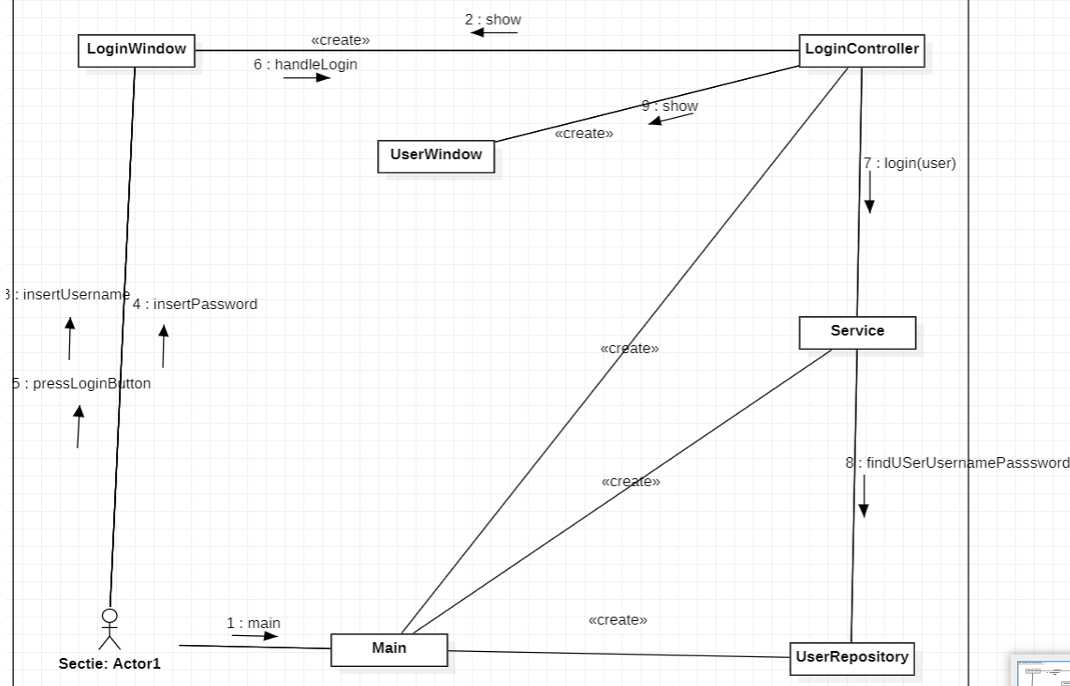 2 : show
«create»
LoginWindow
LoginController
6 : handleLogin
9 : show
«create»
UserWindow
7 : login(user)
3 : insertUsername
4 : insertPassword
Service
«create»
5 : pressLoginButton
8 : findUSerUsernamePasssword
«create»
1 : main
«create»
Main
UserRepository
Sectie: Actor1